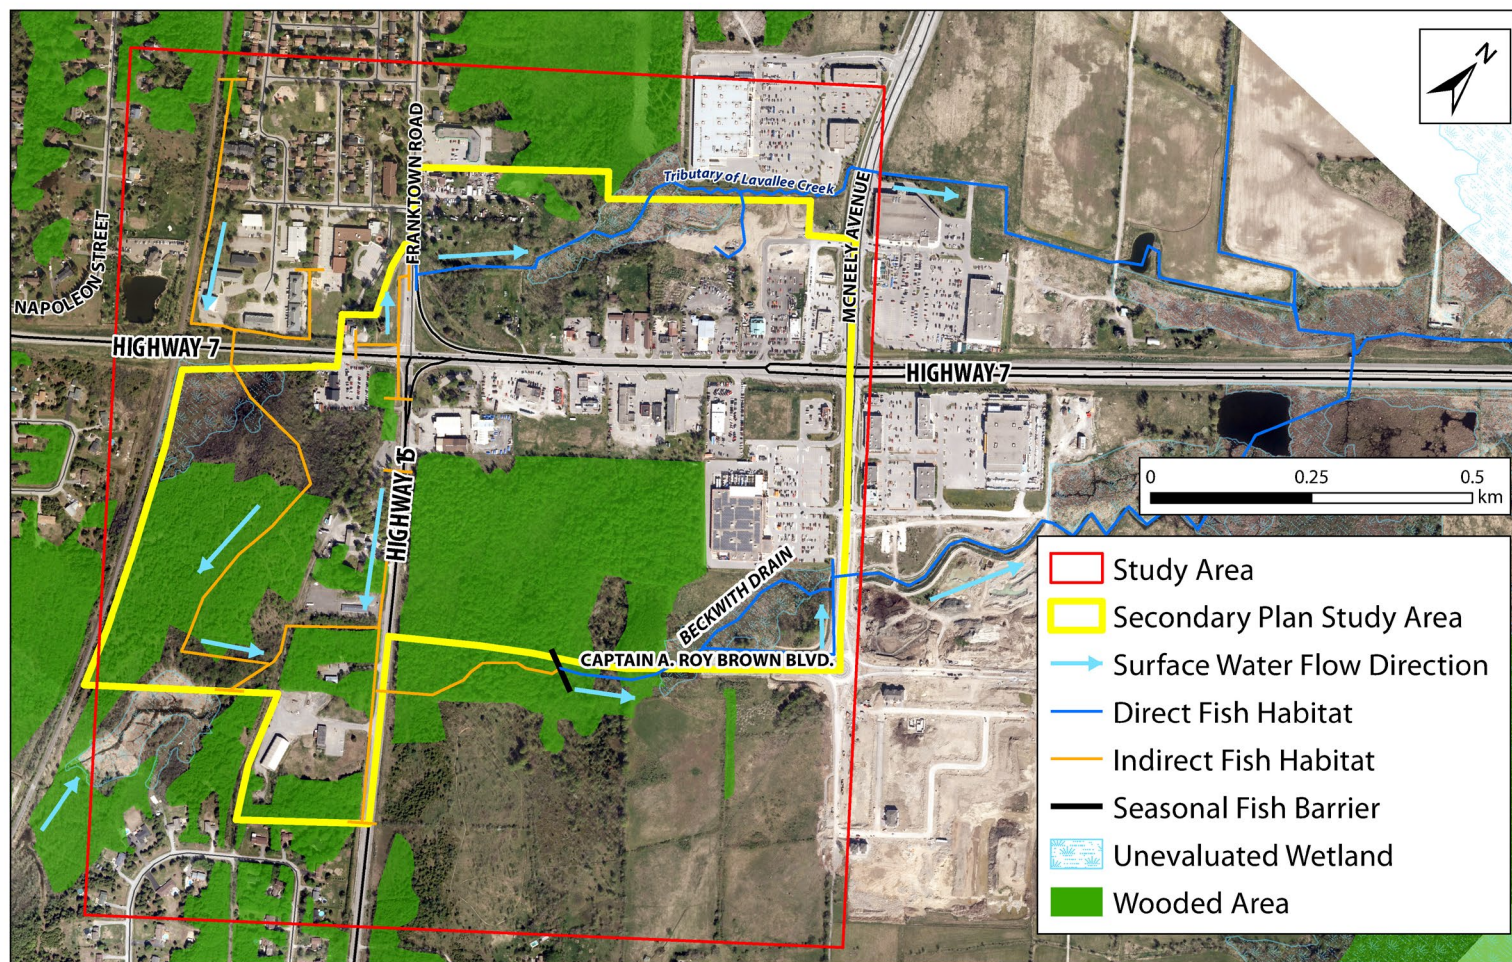 N
FRANKTOWN ROAD
Tributary of Lavallee Creek
MCNEELY AVENUE
NAPOLEON STREET
HIGHWAY 7
HIGHWAY 7
HIGHWAY 15
BECKWITH DRAIN
CAPTAIN A. ROY BROWN BLVD.
0 0.25 0.5
km
Study Area
Secondary Plan Study Area
Surface Water Flow Direction
Direct Fish Habitat
Indirect Fish Habitat
Seasonal Fish Barrier
Unevaluated Wetland
Wooded Area